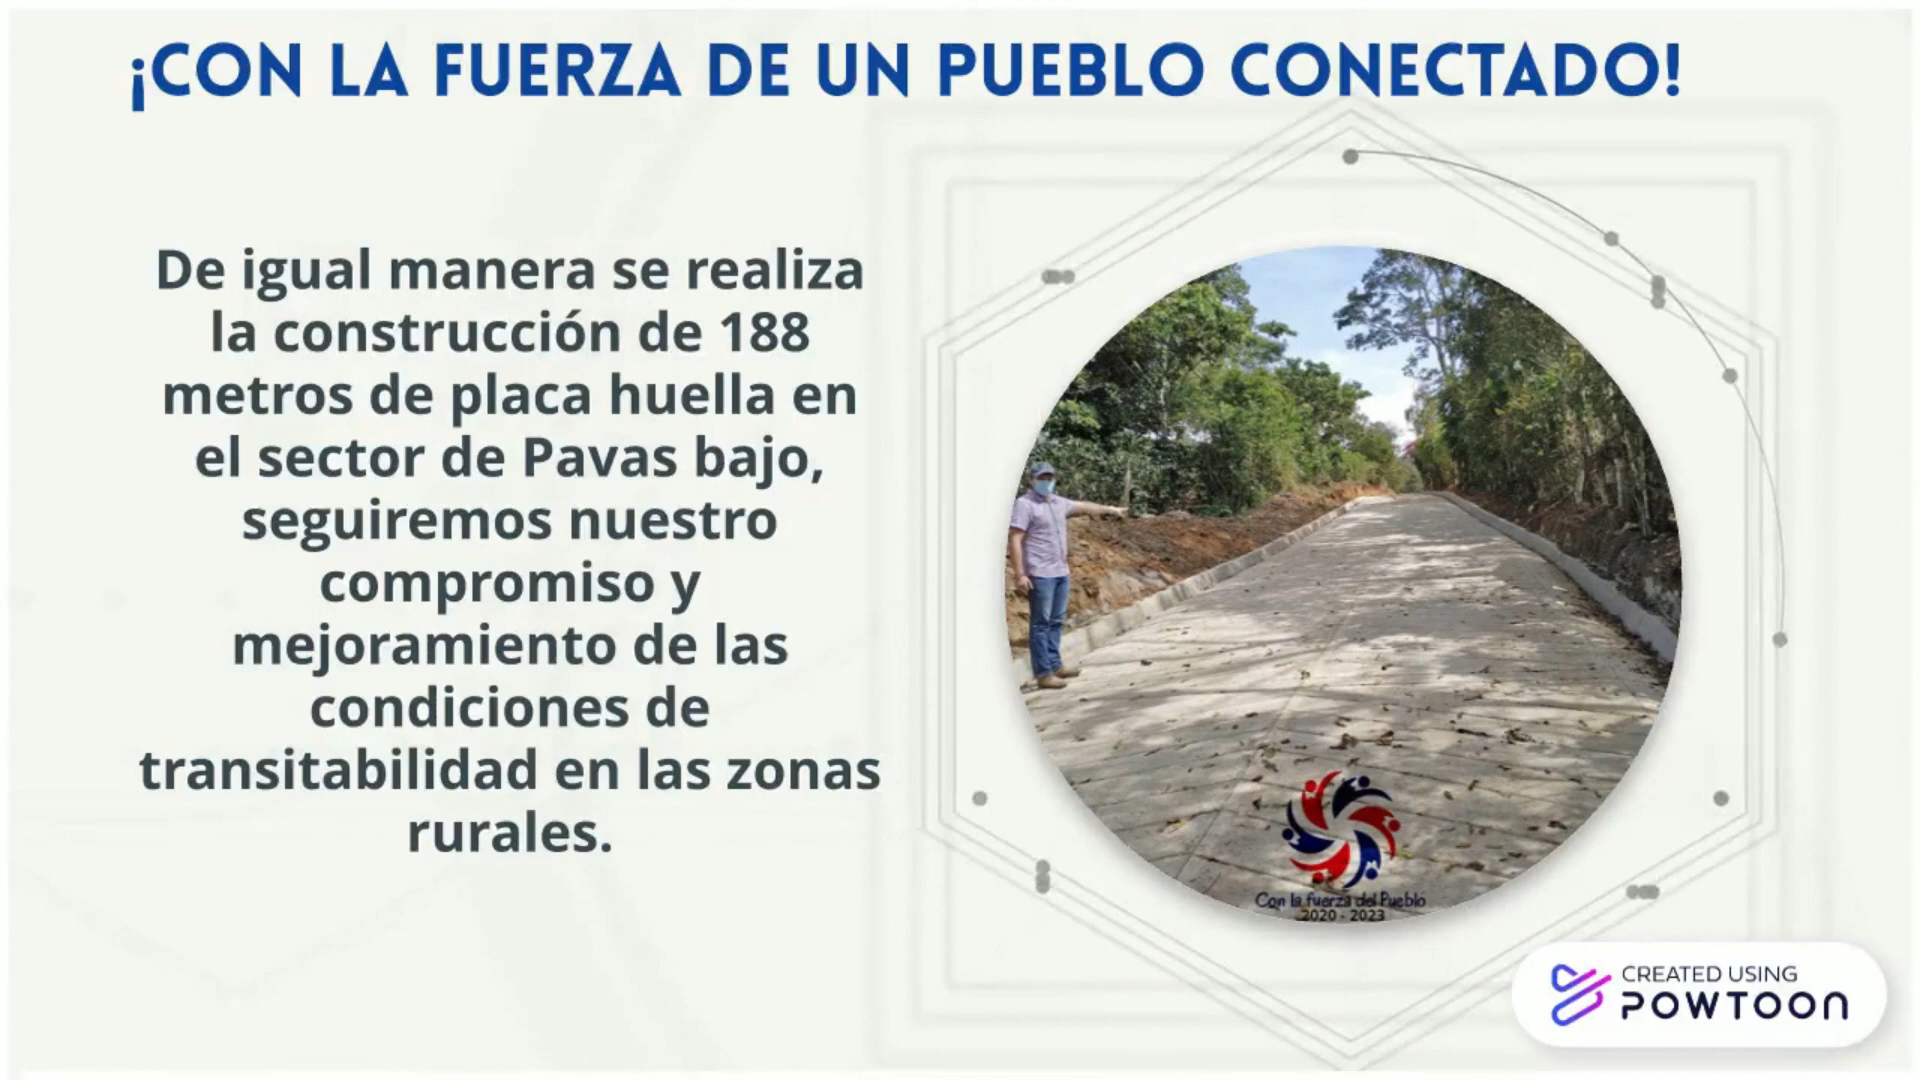 ¡CON LA FUERZA DE UN PUEBLO CONECTADO!
De igual manera se realiza
la construcción de 188
metros de placa huella en
el sector de Pavas bajo,
seguiremos nuestro
compromiso y
mejoramiento de las
condiciones de
transitabilidad en las zonas
rurales.
Con la fuerza del Pueblo
2020 - 2023
CREATED USING
POWTOON